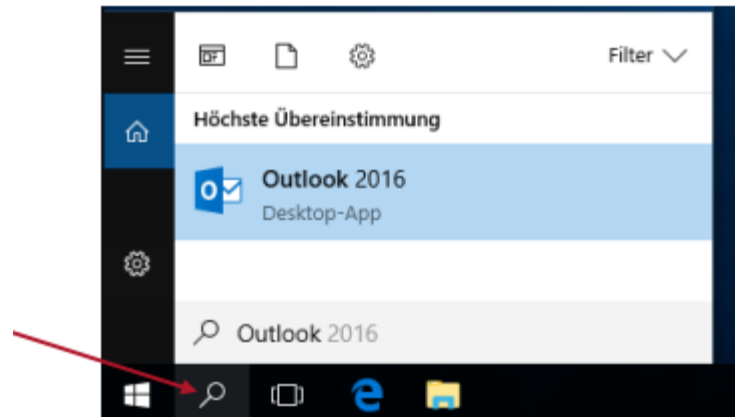 Filter
Höchste Übereinstimmung
Outlook 2016
Desktop-App
Outlook 2016